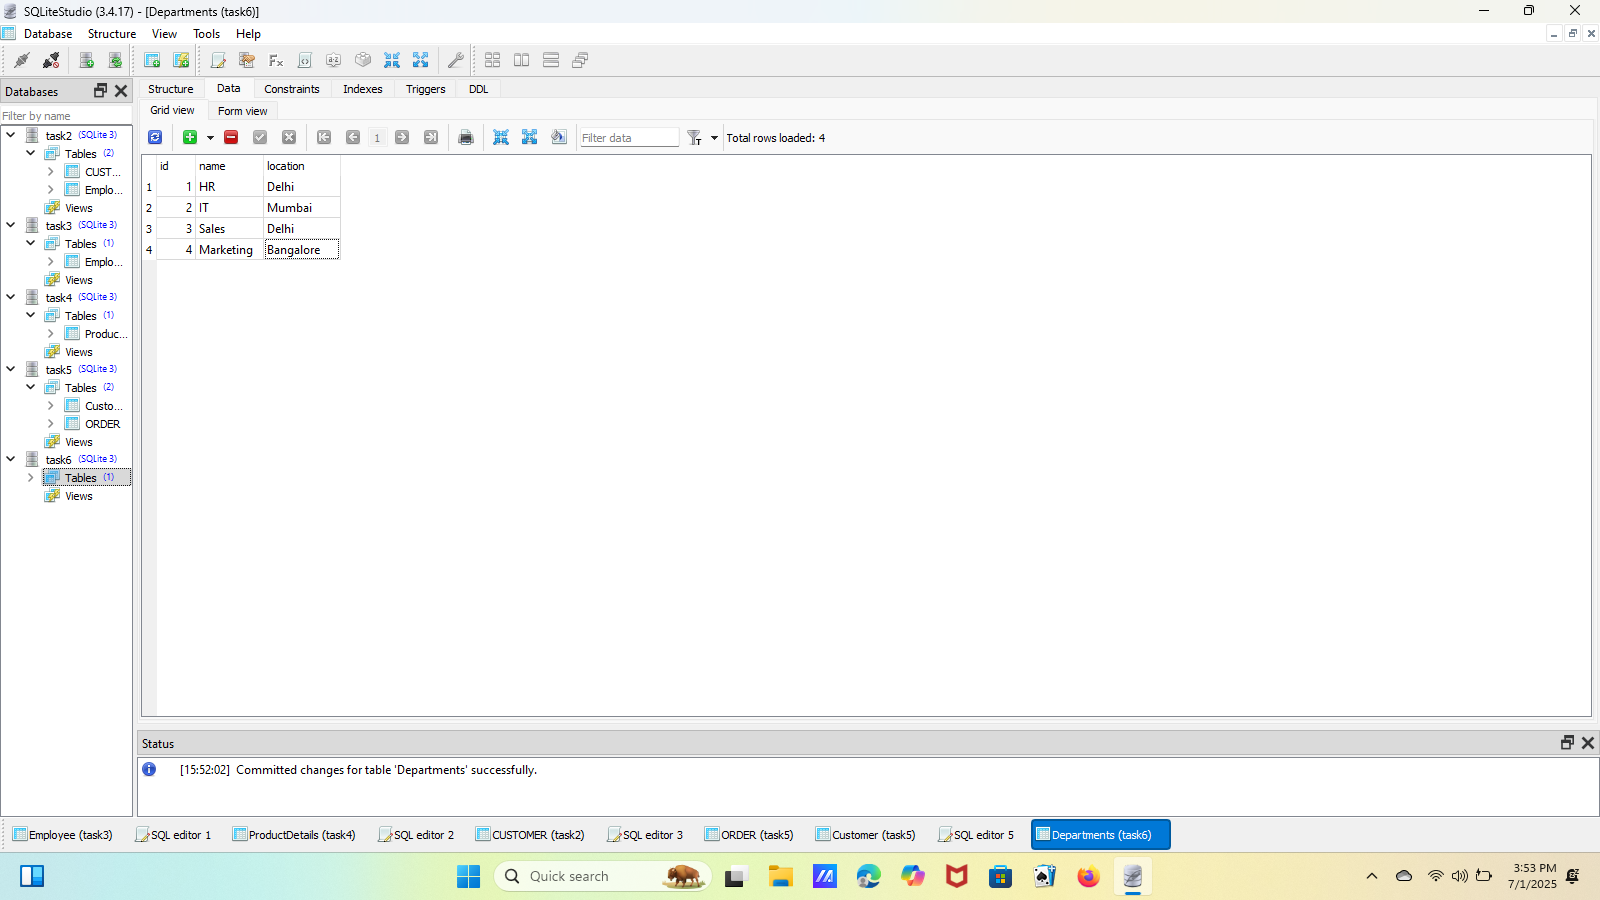 SQLiteStudio (3.4.17) - [Departments (task6)]
Database Structure View Tools Help
Databases
Filter by name
task2 (SQLite 3)
Tables (2)
CUST...
Emplo...
Views
task3 (SQLite 3)
Tables (1)
Emplo...
Views
task4 (SQLite 3)
Tables (1)
Produc...
Views
task5 (SQLite 3)
Tables (2)
Custo...
ORDER
Views
task6 (SQLite 3)
Tables (1)
Views
Structure Data Constraints Indexes Triggers DDL
Grid view Form view
1 Filter data Total rows loaded: 4
id name location
1 1 HR Delhi
2 2 IT Mumbai
3 3 Sales Delhi
4 4 Marketing Bangalore
Status
[15:52:02] Committed changes for table 'Departments' successfully.
Employee (task3) SQL editor 1 ProductDetails (task4) SQL editor 2 CUSTOMER (task2) SQL editor 3 ORDER (task5) Customer (task5) SQL editor 5 Departments (task6)
Quick search
3:53 PM
7/1/2025